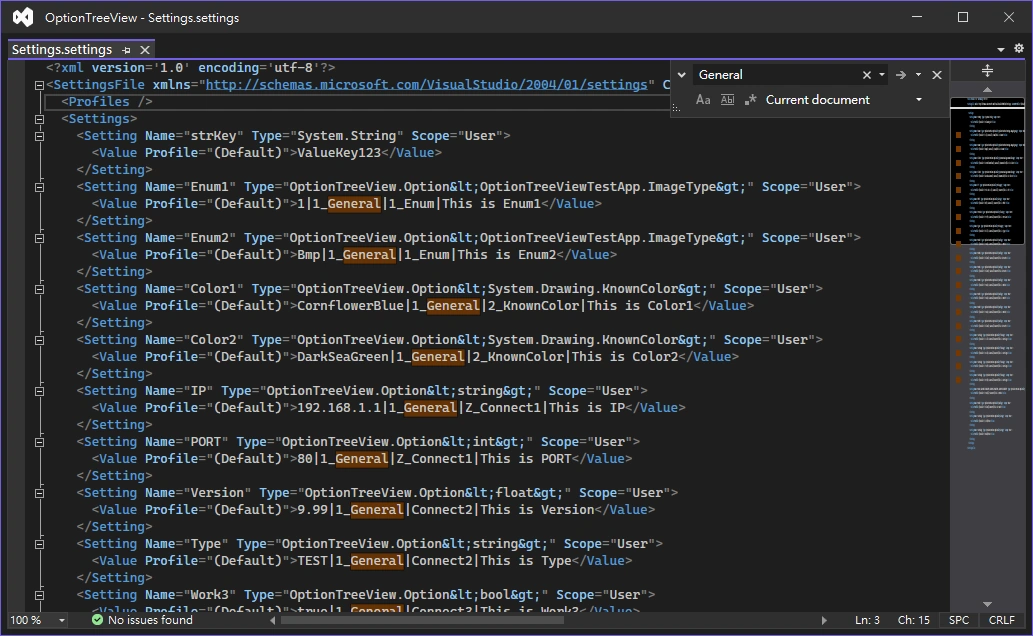 OptionTreeView - Settings.settings
Settings.settings
<?xml version='1.0' encoding='utf-8'?>
<SettingsFile xmlns="http://schemas.microsoft.com/VisualStudio/2004/01/settings" C
General
<Profiles />
Aa Ab .* Current document
<Settings>
<Setting Name="strKey" Type="System.String" Scope="User">
<Value Profile="(Default)">ValueKey123</Value>
</Setting>
<Setting Name="Enum1" Type="OptionTreeView.Option&lt;OptionTreeViewTestApp.ImageType&gt;" Scope="User">
<Value Profile="(Default)">1|1_General|1_Enum|This is Enum1</Value>
</Setting>
<Setting Name="Enum2" Type="OptionTreeView.Option&lt;OptionTreeViewTestApp.ImageType&gt;" Scope="User">
<Value Profile="(Default)">Bmp|1_General|1_Enum|This is Enum2</Value>
</Setting>
<Setting Name="Color1" Type="OptionTreeView.Option&lt;System.Drawing.KnownColor&gt;" Scope="User">
<Value Profile="(Default)">CornflowerBlue|1_General|2_KnownColor|This is Color1</Value>
</Setting>
<Setting Name="Color2" Type="OptionTreeView.Option&lt;System.Drawing.KnownColor&gt;" Scope="User">
<Value Profile="(Default)">DarkSeaGreen|1_General|2_KnownColor|This is Color2</Value>
</Setting>
<Setting Name="IP" Type="OptionTreeView.Option&lt;string&gt;" Scope="User">
<Value Profile="(Default)">192.168.1.1|1_General|Z_Connect1|This is IP</Value>
</Setting>
<Setting Name="PORT" Type="OptionTreeView.Option&lt;int&gt;" Scope="User">
<Value Profile="(Default)">80|1_General|Z_Connect1|This is PORT</Value>
</Setting>
<Setting Name="Version" Type="OptionTreeView.Option&lt;float&gt;" Scope="User">
<Value Profile="(Default)">9.99|1_General|Connect2|This is Version</Value>
</Setting>
<Setting Name="Type" Type="OptionTreeView.Option&lt;string&gt;" Scope="User">
<Value Profile="(Default)">TEST|1_General|Connect2|This is Type</Value>
</Setting>
<Setting Name="Work3" Type="OptionTreeView.Option&lt;bool&gt;" Scope="User">
<Value Profile="(Default)">true|1_General|Connect3|This is Work3</Value>
100 % No issues found Ln: 3 Ch: 15 SPC CRLF